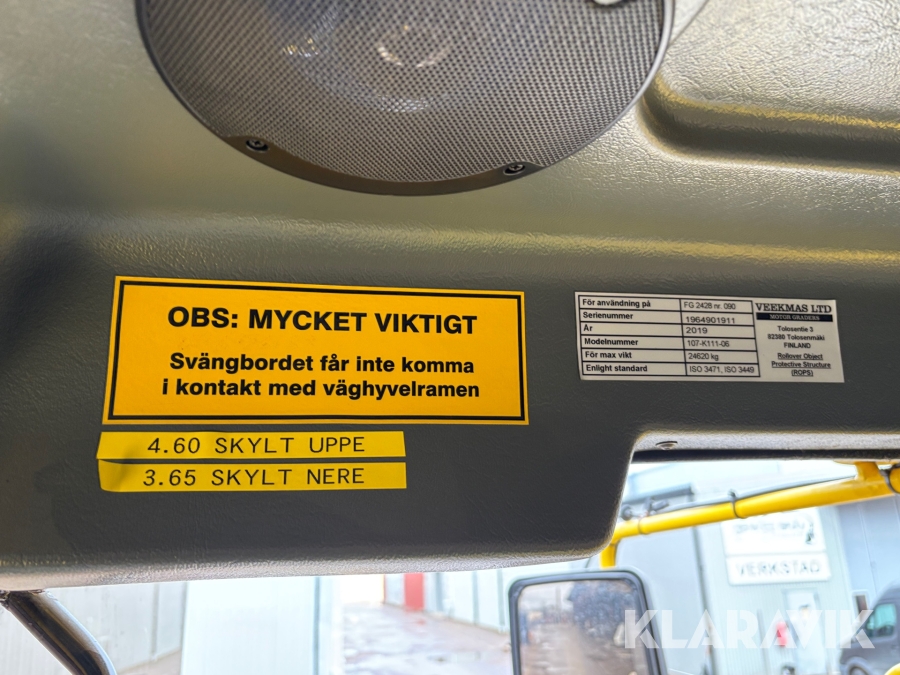 OBS: MYCKET VIKTIGT
Svängbordet får inte komma
i kontakt med väghyvelramen
4.60 SKYLT UPPE
3.65 SKYLT NERE
För användning på FG 2428 nr. 090
Serienummer 1964901911
År 2019
Modelnummer 107-K111-06
För max vikt 24620 kg
Enlight standard ISO 3471, ISO 3449
VEEKMAS LTD
MOTOR GRADERS
Tolosentie 3
82380 Tolosenmäki
FINLAND
Rollover Object
Protective Structure
(ROPS)
VERKSTAD
KLARAVIK